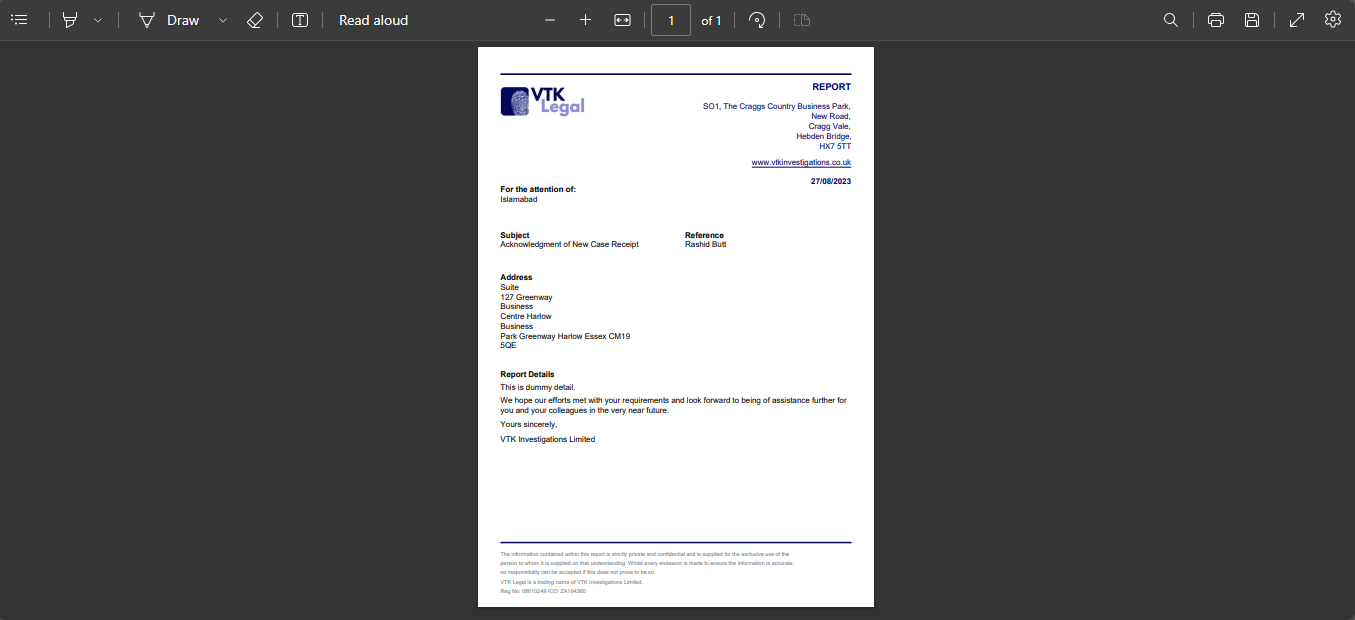 Draw
Read aloud
1
of 1
REPORT
VTK
Legal
SO1, The Craggs Country Business Park,
New Road,
Cragg Vale,
Hebden Bridge,
HX7 5TT
www.vtkinvestigations.co.uk
27/08/2023
For the attention of:
Islamabad
Subject
Reference
Acknowledgment of New Case Receipt
Rashid Butt
Address
Suite
127 Greenway
Business
Centre Harlow
Business
Park Greenway Harlow Essex CM19
5QE
Report Details
This is dummy detail.
We hope our efforts met with your requirements and look forward to being of assistance further for
you and your colleagues in the very near future.
Yours sincerely,
VTK Investigations Limited
The information contained within this report is strictly private and confidential and is supplied for the exclusive use of the
person to whom it is supplied on that understanding. Whilst every endeavor is made to ensure the information is accurate,
no responsibility can be accepted if this does not prove to be so.
VTK Legal is a trading name of VTK Investigations Limited.
Reg No: 08610249 ICO: ZA194360